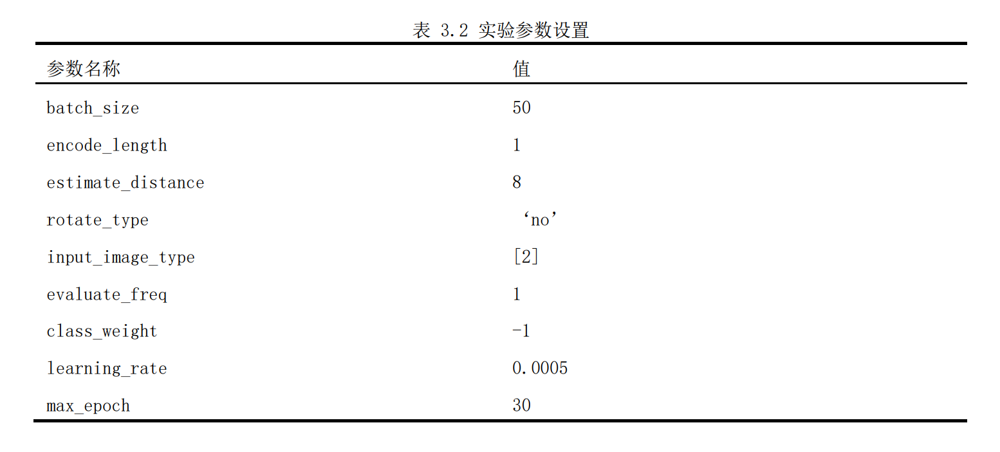 表 3.2 实验参数设置
参数名称 值
batch_size 50
encode_length 1
estimate_distance 8
rotate_type ‘no’
input_image_type [2]
evaluate_freq 1
class_weight -1
learning_rate 0.0005
max_epoch 30